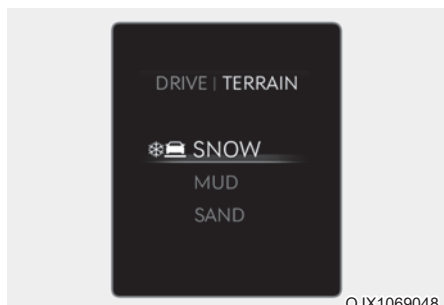 DRIVE | TERRAIN
SNOW
MUD
SAND
OJX1069048